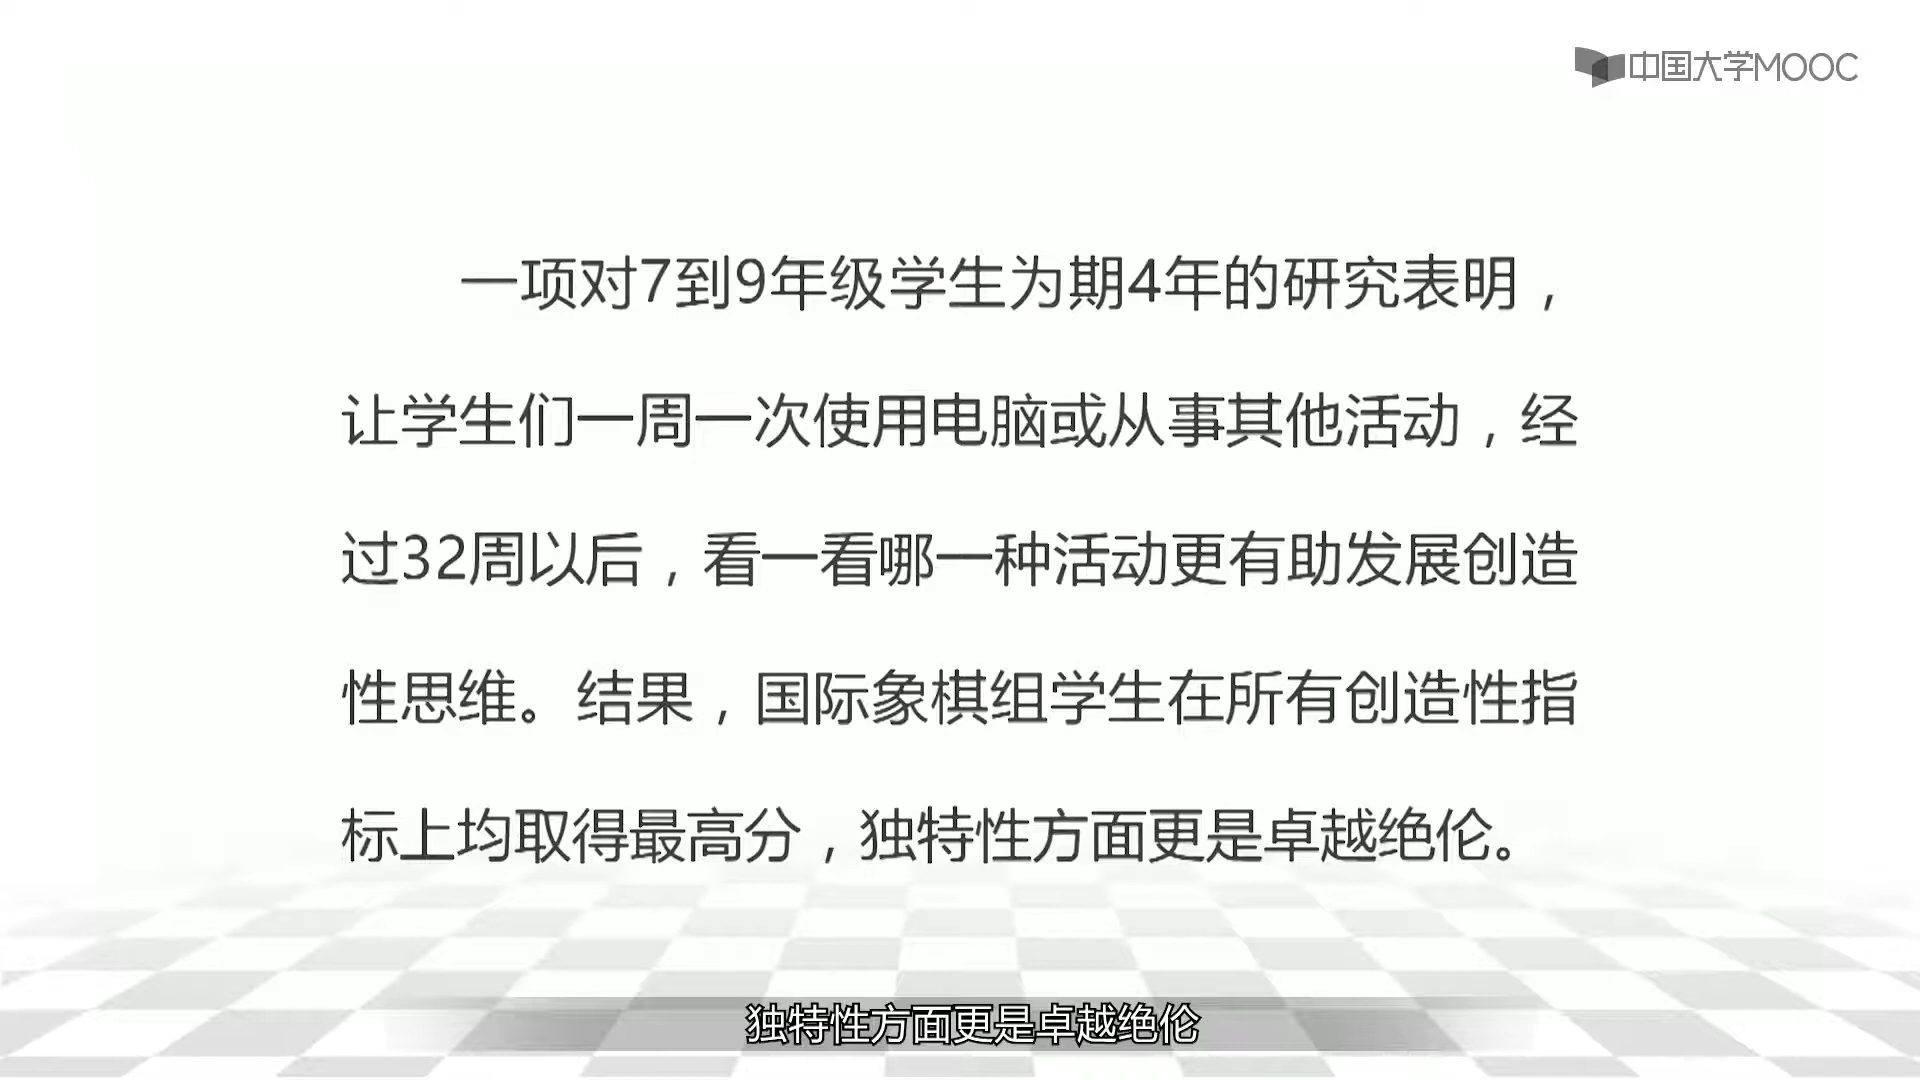 中国大学MOOC
一项对7到9年级学生为期4年的研究表明，
让学生们一周一次使用电脑或从事其他活动，经
过32周以后，看一看哪一种活动更有助发展创造
性思维。结果，国际象棋组学生在所有创造性指
标上均取得最高分，独特性方面更是卓越绝伦。
独特性方面更是卓越绝伦